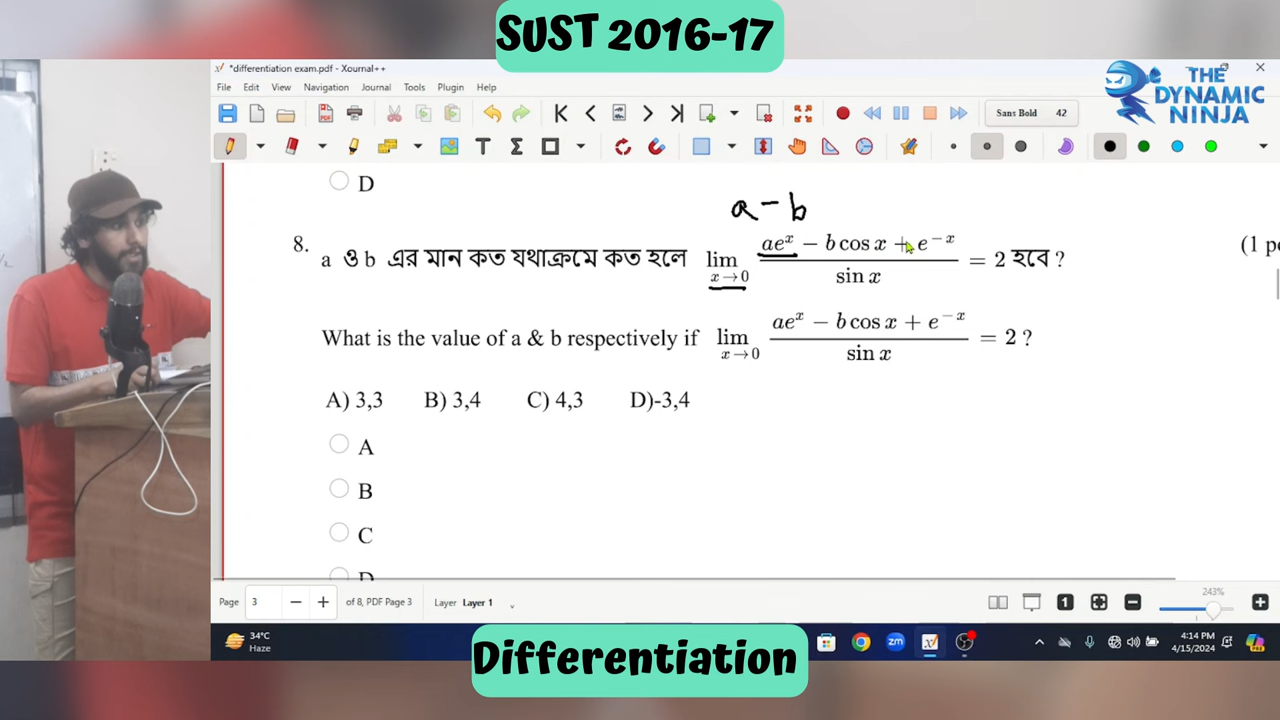 SUST 2016-17
*differentiation exam.pdf - Xournal++
THE
DYNAMIC
NINJA
File Edit View Navigation Journal Tools Plugin Help
Sans Bold 42
D
a - b
8. a ও b এর মান কত যথাক্রমে কত হলে lim x→0 (ae^x − b cos x + e^−x)/(sin x) = 2 হবে ?
(1 p
What is the value of a & b respectively if lim x→0 (ae^x − b cos x + e^−x)/(sin x) = 2 ?
A) 3,3 B) 3,4 C) 4,3 D)-3,4
A
B
C
D
Page 3 of 8, PDF Page 3 Layer Layer 1 243%
34°C
Haze
zm
4:14 PM
4/15/2024
Differentiation